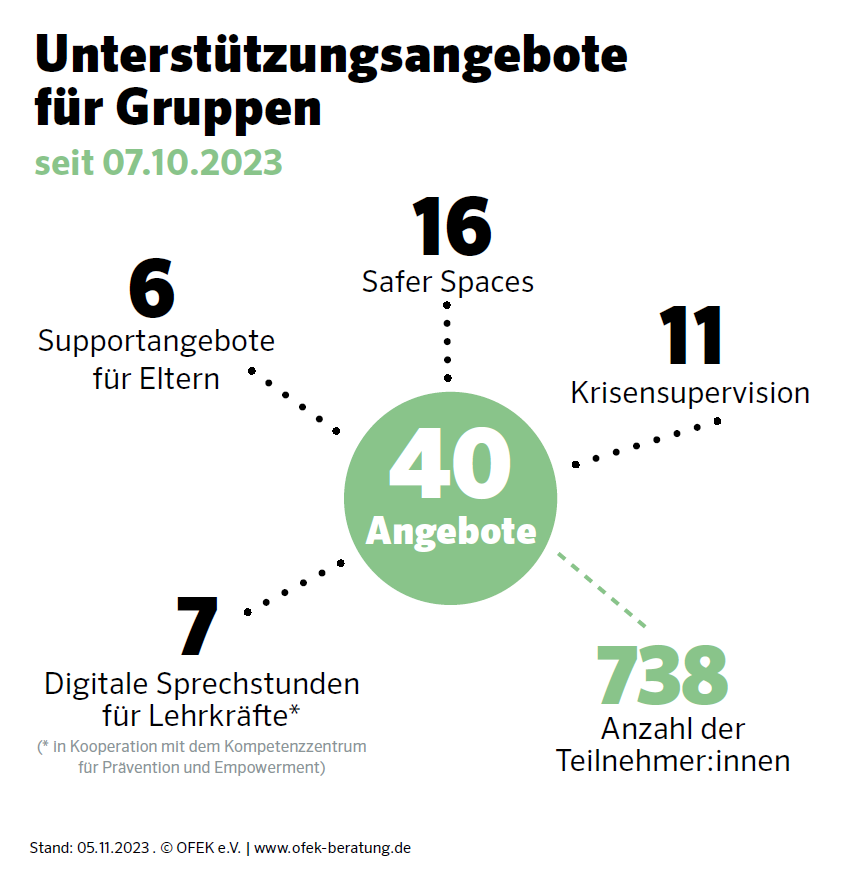 Unterstützungsangebote
für Gruppen
seit 07.10.2023
16
Safer Spaces
6
Supportangebote
für Eltern
11
Krisensupervision
40
Angebote
7
Digitale Sprechstunden
für Lehrkräfte*
(* in Kooperation mit dem Kompetenzzentrum
für Prävention und Empowerment)
738
Anzahl der
Teilnehmer:innen
Stand: 05.11.2023 . © OFEK e.V. | www.ofek-beratung.de